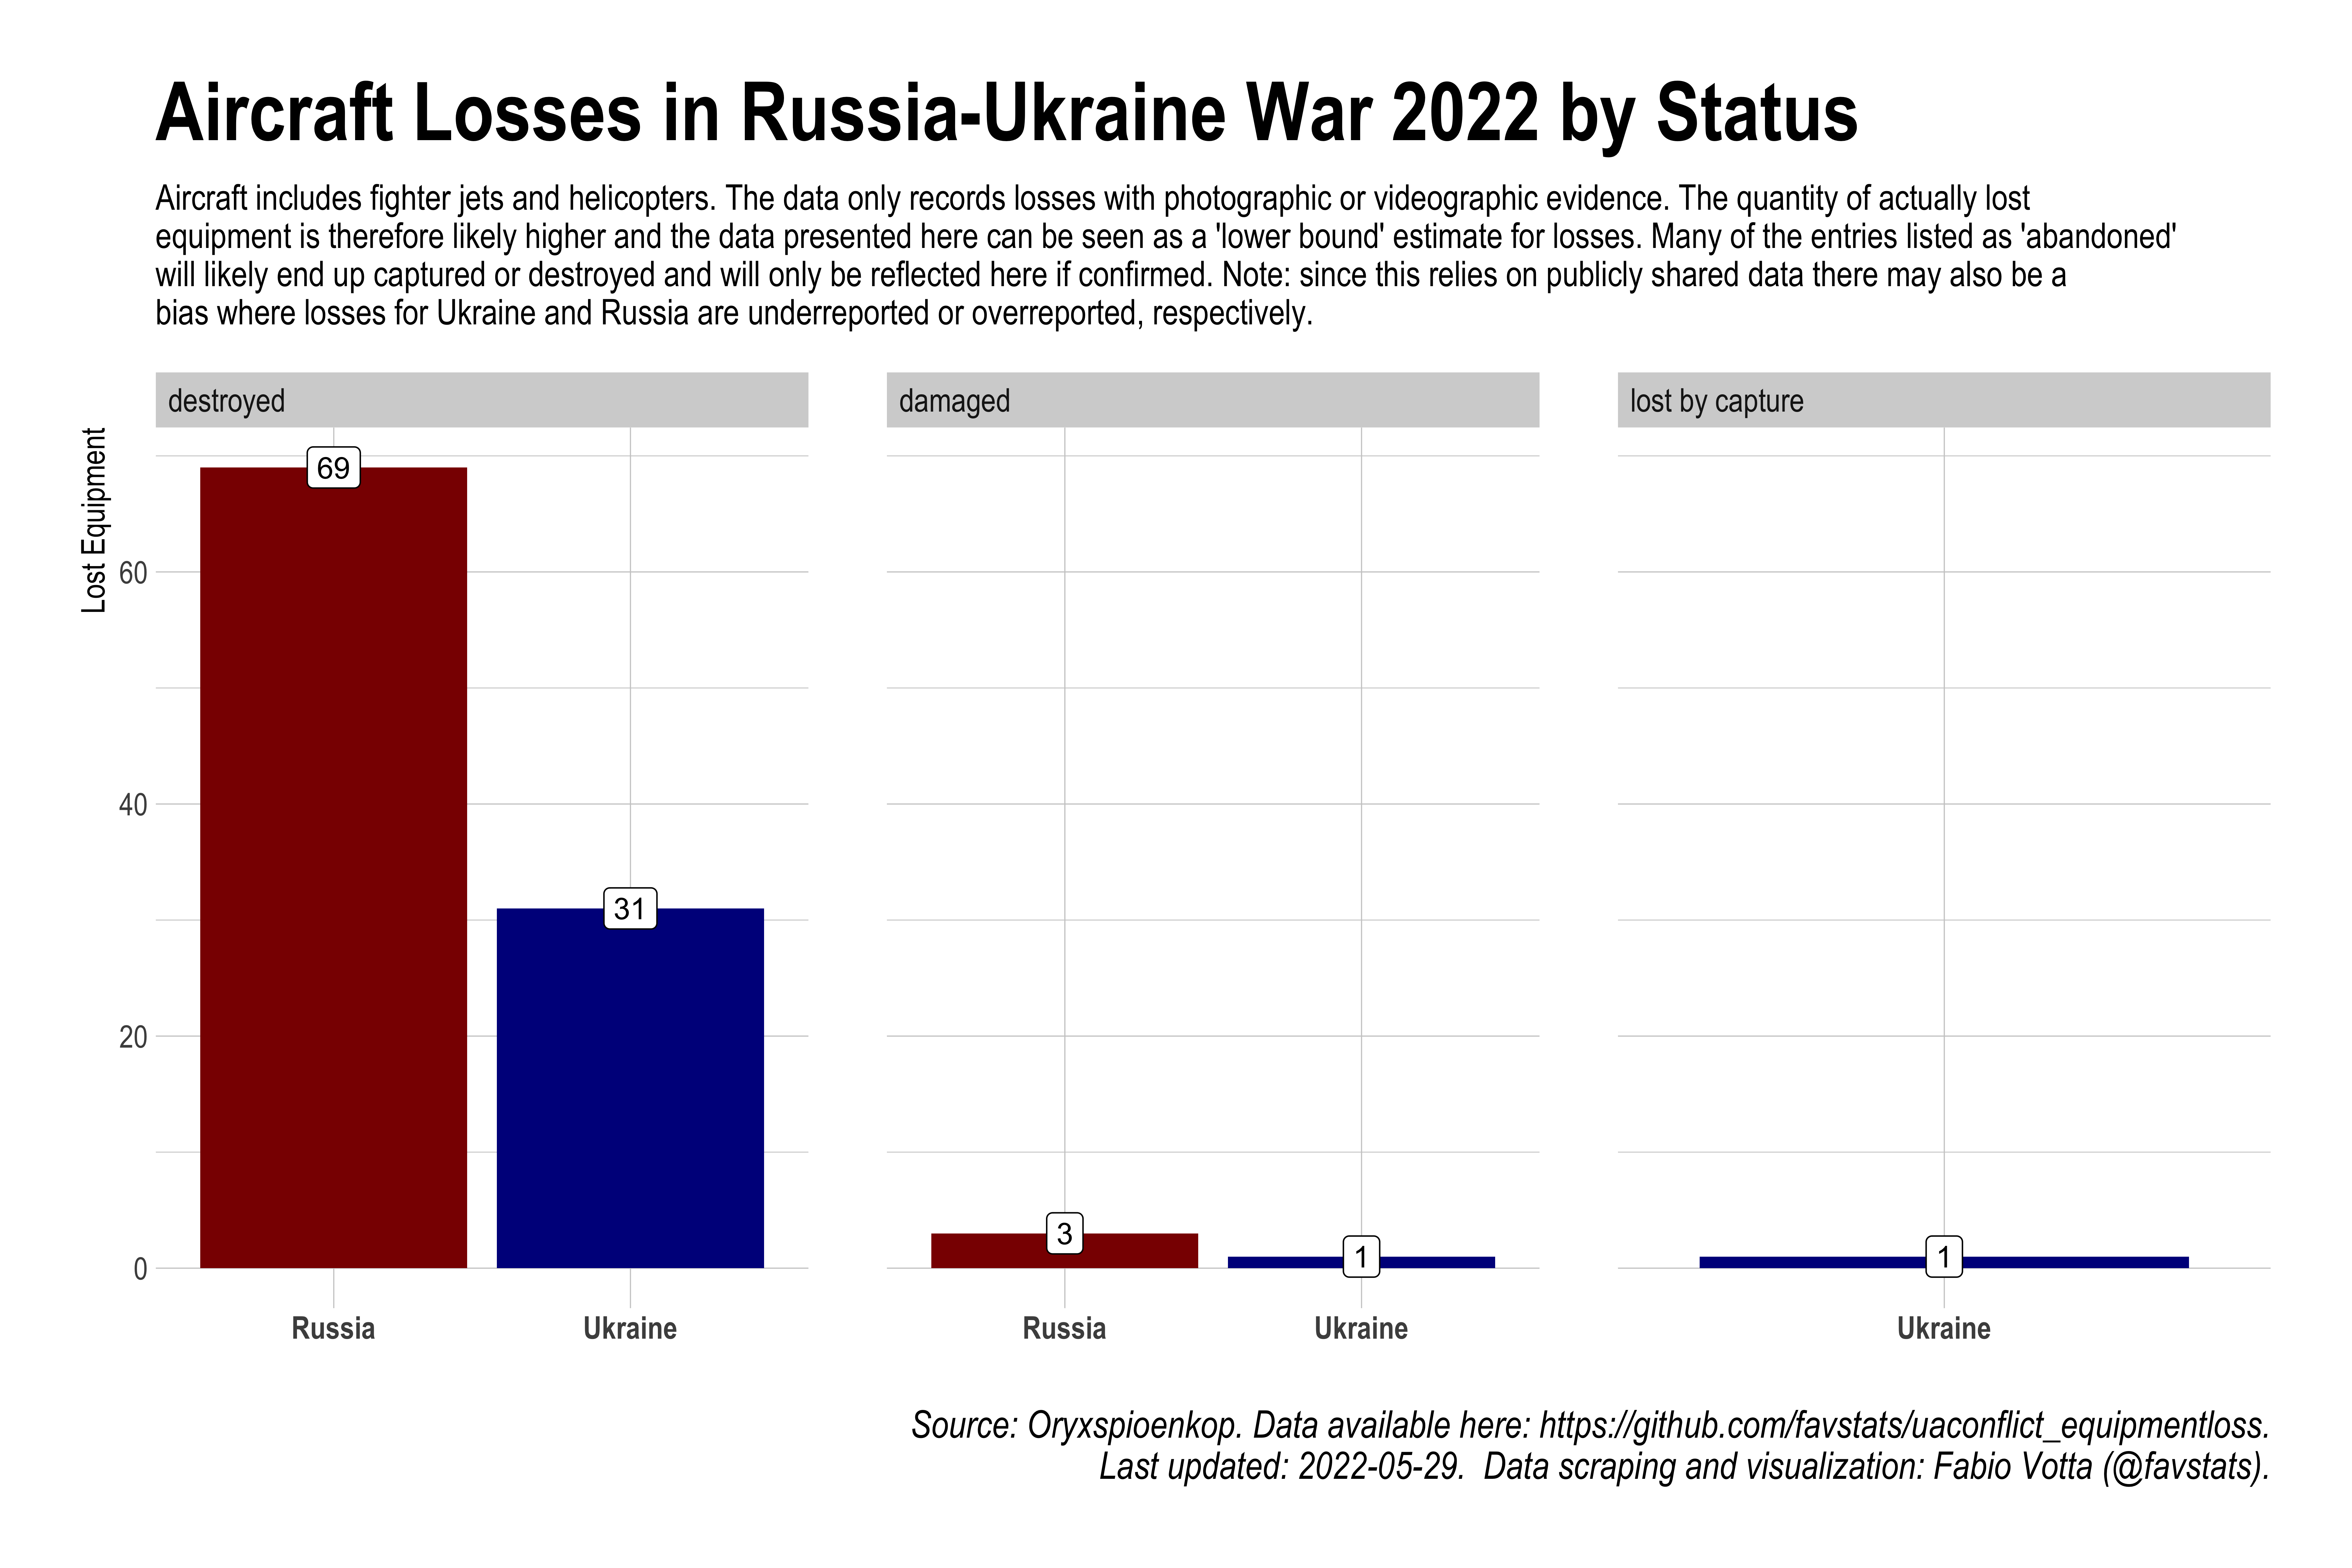 Aircraft Losses in Russia-Ukraine War 2022 by Status
Aircraft includes fighter jets and helicopters. The data only records losses with photographic or videographic evidence. The quantity of actually lost
equipment is therefore likely higher and the data presented here can be seen as a 'lower bound' estimate for losses. Many of the entries listed as 'abandoned'
will likely end up captured or destroyed and will only be reflected here if confirmed. Note: since this relies on publicly shared data there may also be a
bias where losses for Ukraine and Russia are underreported or overreported, respectively.
destroyed
damaged
lost by capture
Lost Equipment
60
40
20
0
69
31
3
1
1
Russia
Ukraine
Russia
Ukraine
Ukraine
Source: Oryxspioenkop. Data available here: https://github.com/favstats/uaconflict_equipmentloss.
Last updated: 2022-05-29.  Data scraping and visualization: Fabio Votta (@favstats).